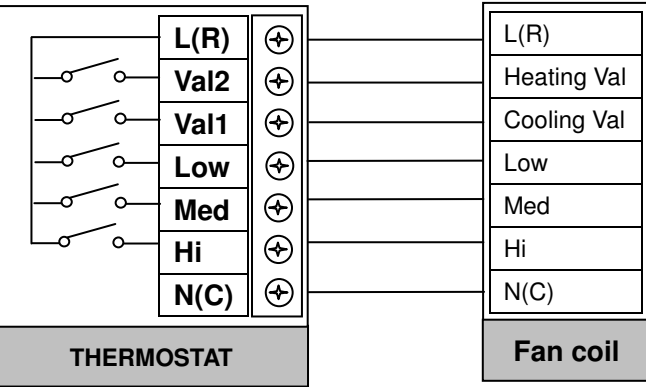 L(R)
Val2
Val1
Low
Med
Hi
N(C)
THERMOSTAT
L(R)
Heating Val
Cooling Val
Low
Med
Hi
N(C)
Fan coil